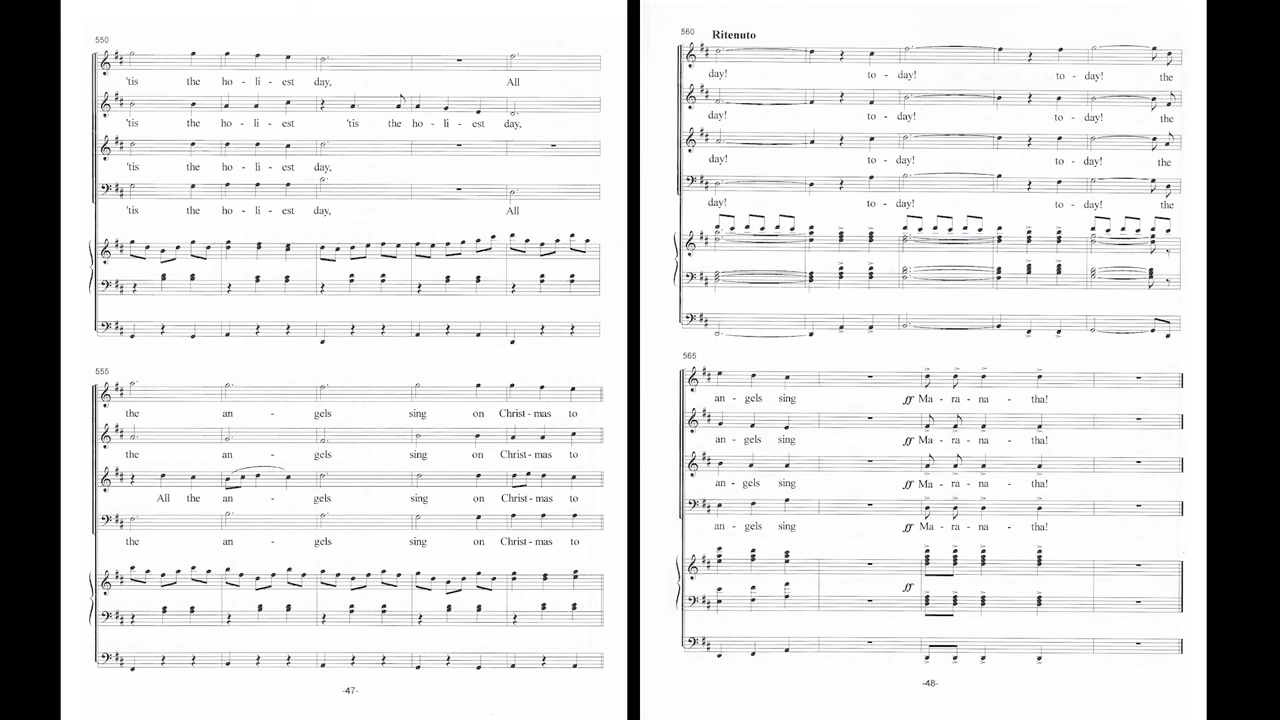 550
'tis the ho - li - est day, All
'tis the ho - li - est 'tis the ho - li - est day,
'tis the ho - li - est day,
'tis the ho - li - est day, All
555
the an - gels sing on Christ - mas to
the an - gels sing on Christ - mas to
All the an - gels sing on Christ - mas to
the an - gels sing on Christ - mas to
-47-
560 Ritenuto
day! to - day! to - day! the
day! to - day! to - day! the
day! to - day! to - day! the
day! to - day! to - day! the
565
an - gels sing ff Ma - ra - na - tha!
an - gels sing ff Ma - ra - na - tha!
an - gels sing ff Ma - ra - na - tha!
an - gels sing ff Ma - ra - na - tha!
ff
-48-